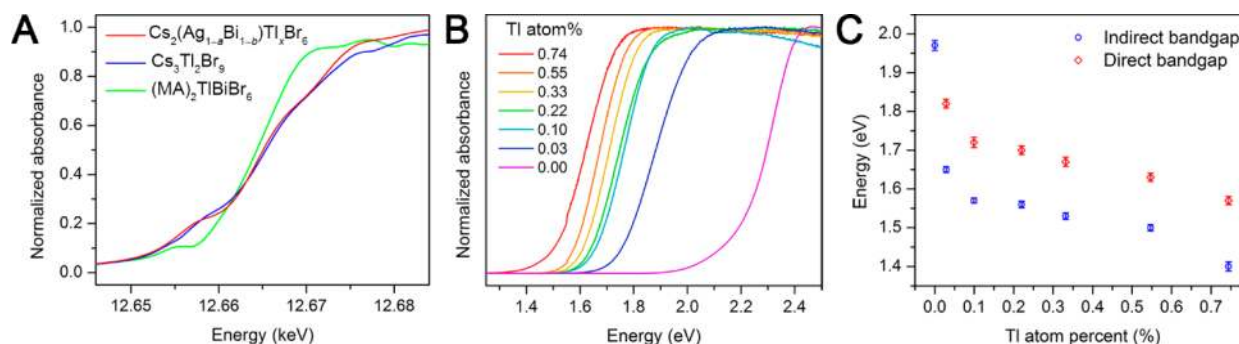 A
Cs₂(Ag₁₋ₐBi₁₋b)TlₓBr₆
Cs₃Tl₂Br₉
(MA)₂TlBiBr₆
Normalized absorbance
1.0
0.8
0.6
0.4
0.2
0.0
12.65 12.66 12.67 12.68
Energy (keV)
B
Tl atom%
0.74
0.55
0.33
0.22
0.10
0.03
0.00
Normalized absorbance
1.4 1.6 1.8 2.0 2.2 2.4
Energy (eV)
C
Indirect bandgap
Direct bandgap
Energy (eV)
2.0
1.9
1.8
1.7
1.6
1.5
1.4
0.0 0.1 0.2 0.3 0.4 0.5 0.6 0.7
Tl atom percent (%)